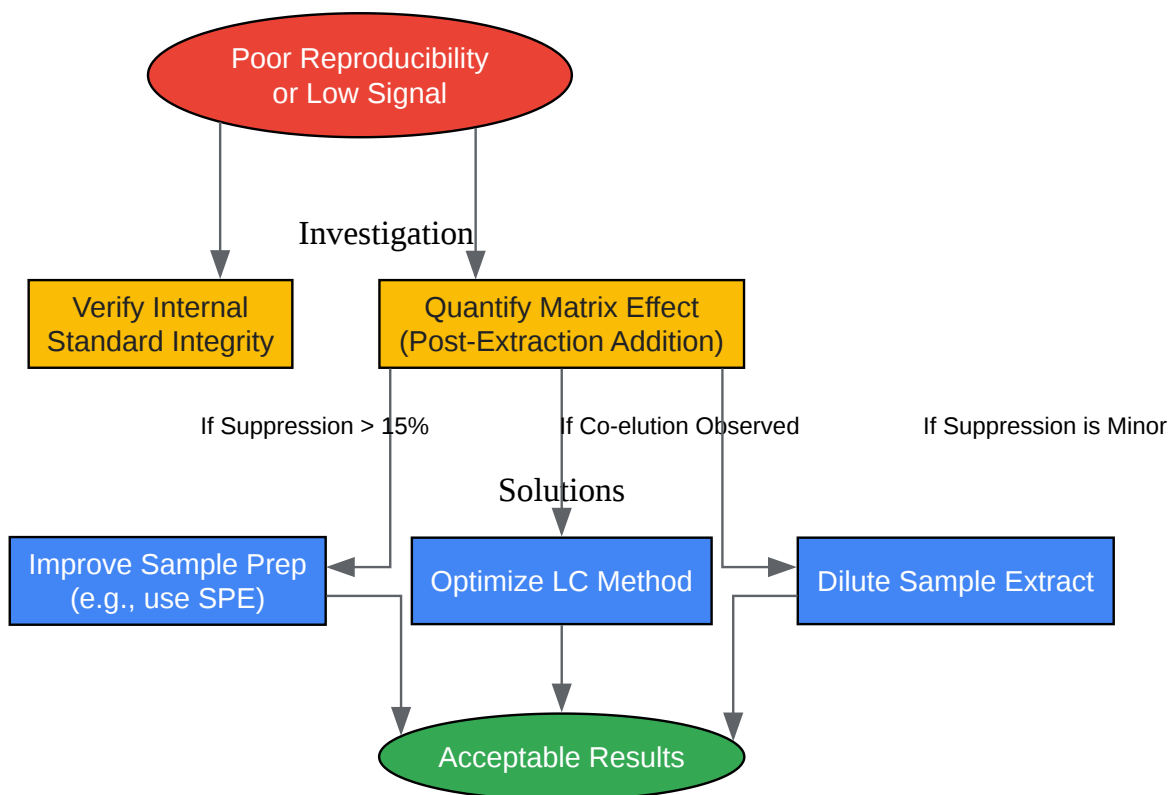 Poor Reproducibility
or Low Signal
Investigation
Verify Internal
Standard Integrity
Quantify Matrix Effect
(Post-Extraction Addition)
If Suppression > 15%
If Co-elution Observed
If Suppression is Minor
Solutions
Improve Sample Prep
(e.g., use SPE)
Optimize LC Method
Dilute Sample Extract
Acceptable Results